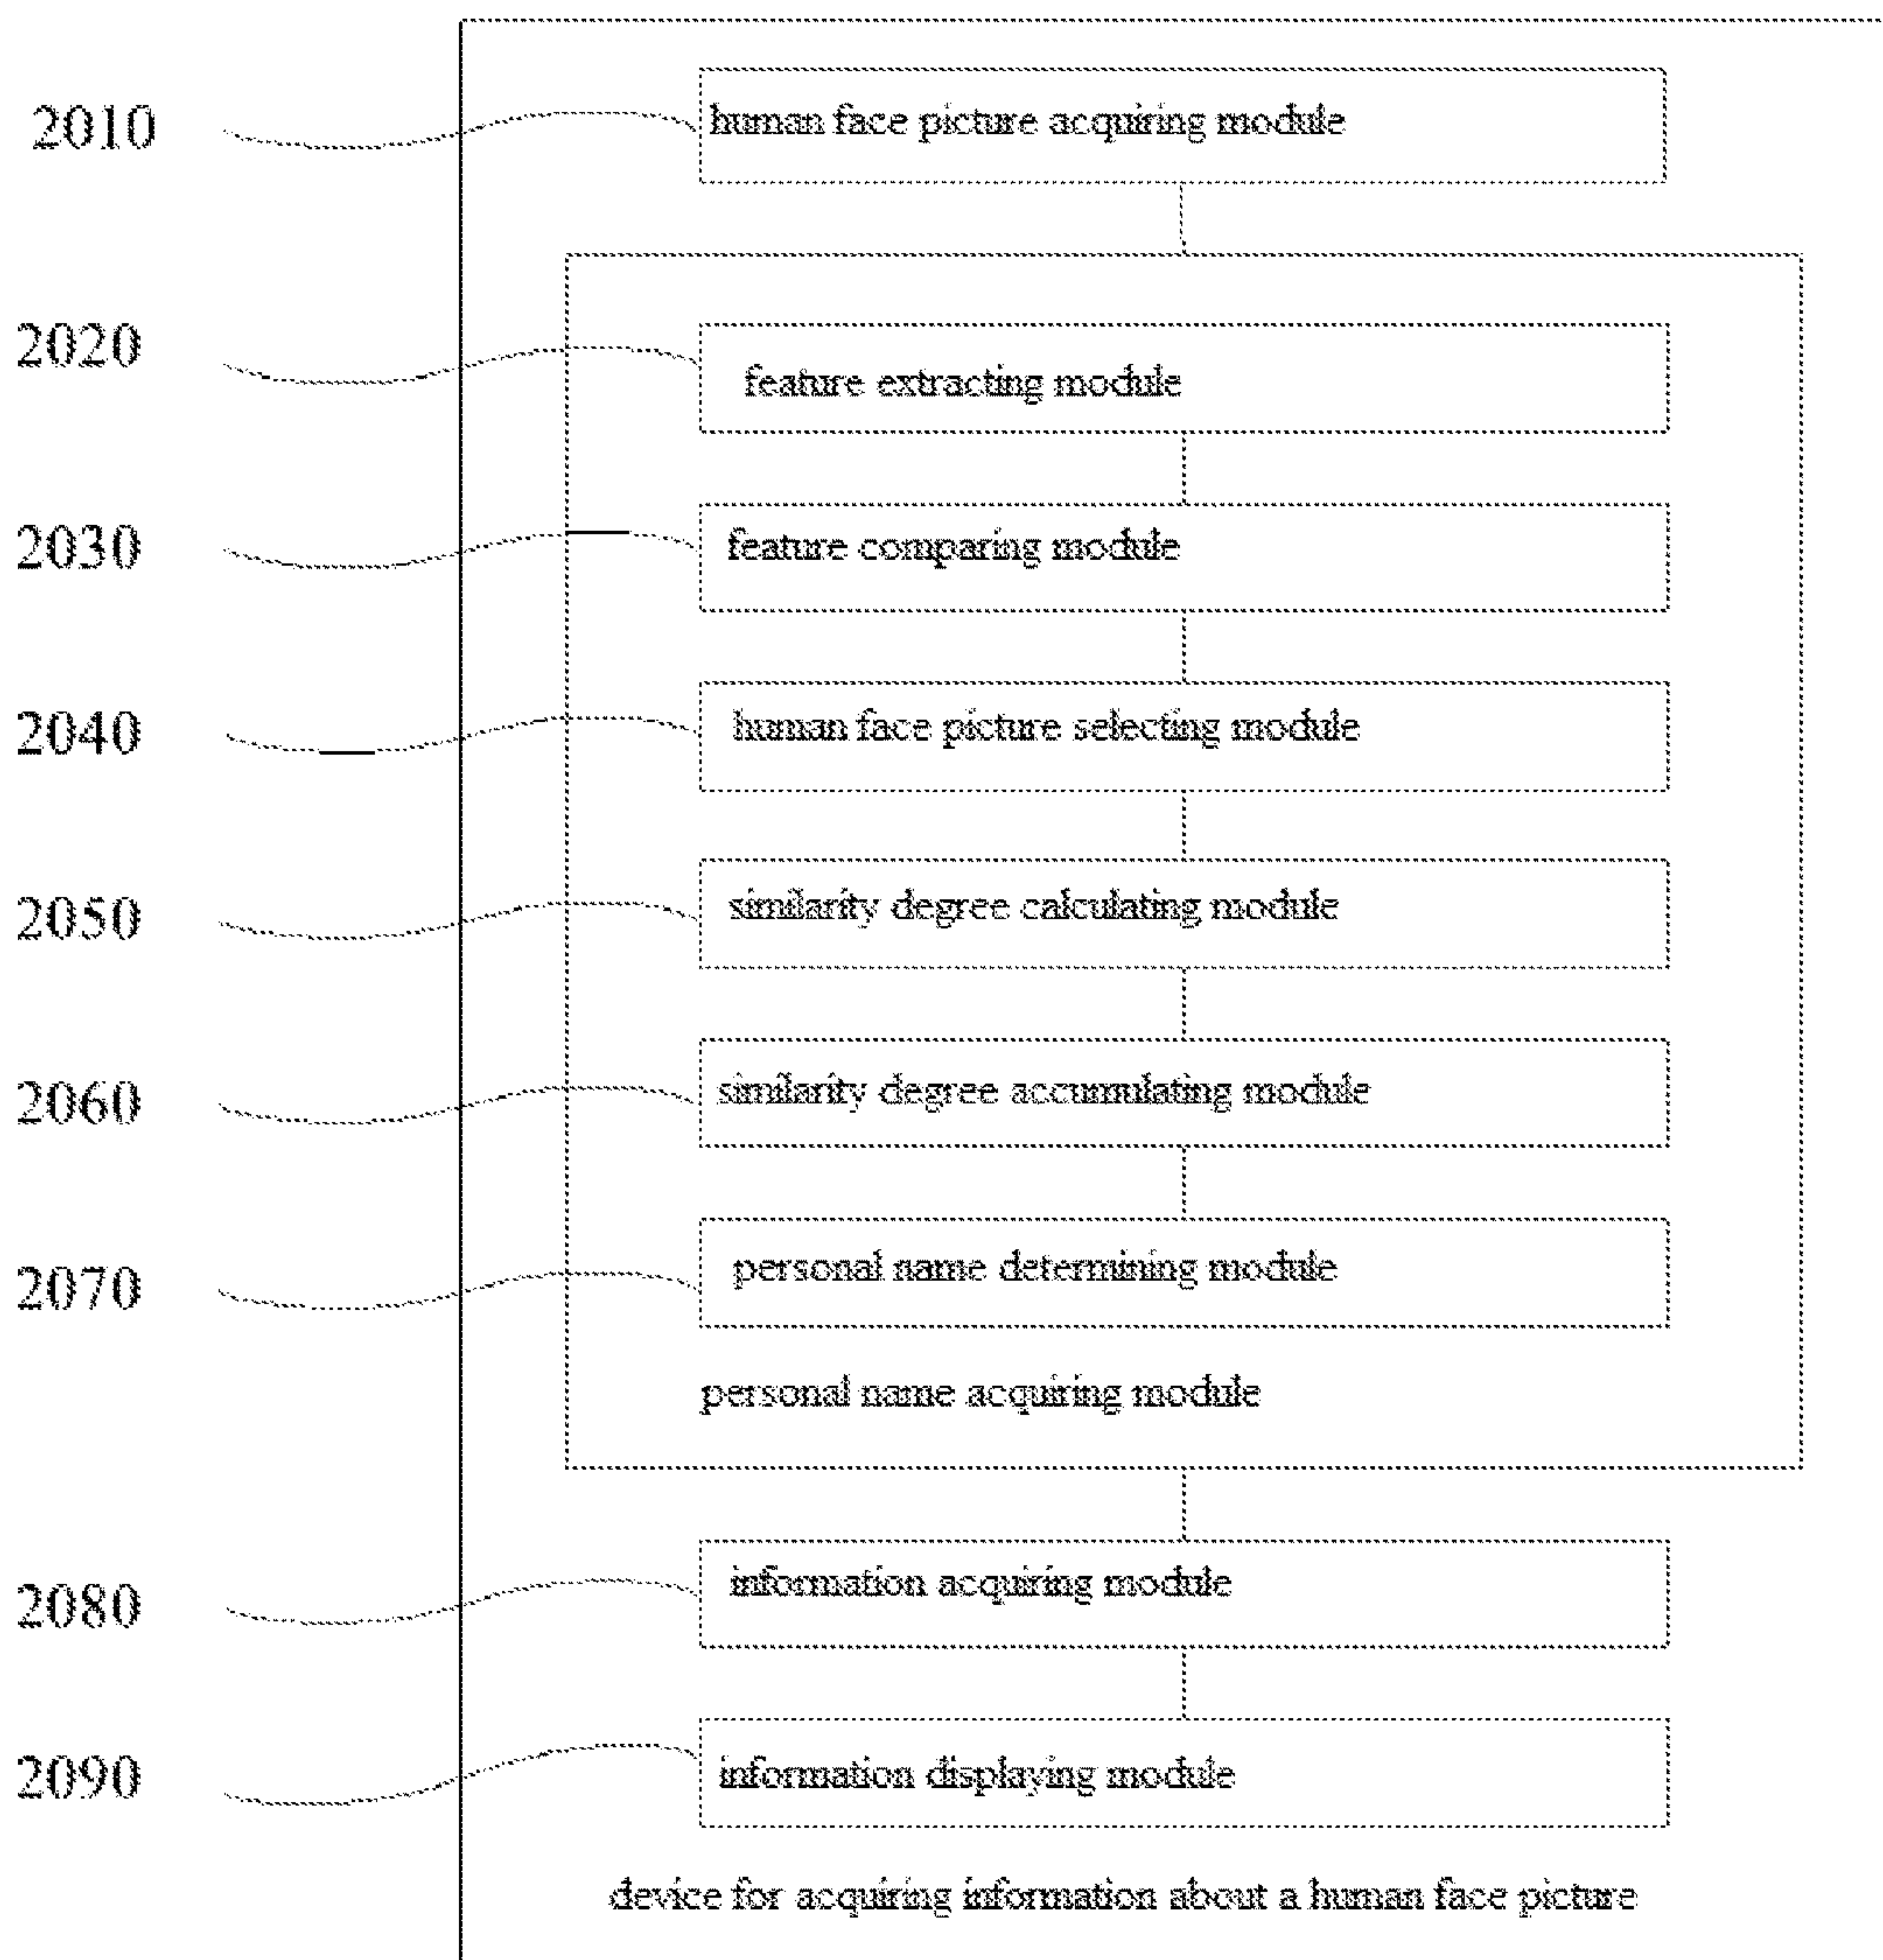 2010 human face picture acquiring module
2020 feature extracting module
2030 feature comparing module
2040 human face picture selecting module
2050 similarity degree calculating module
2060 similarity degree accumulating module
2070 personal name determining module
personal name acquiring module
2080 information acquiring module
2090 information displaying module
device for acquiring information about a human face picture